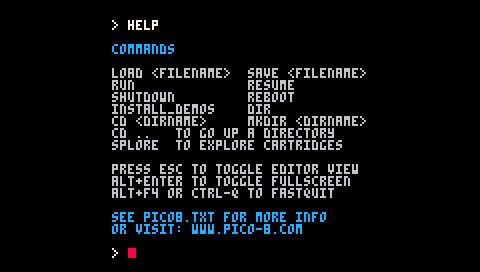 > HELP
COMMANDS
LOAD <FILENAME>  SAVE <FILENAME>
RUN              RESUME
SHUTDOWN         REBOOT
INSTALL_DEMOS    DIR
CD <DIRNAME>     MKDIR <DIRNAME>
CD ..   TO GO UP A DIRECTORY
SPLORE  TO EXPLORE CARTRIDGES
PRESS ESC TO TOGGLE EDITOR VIEW
ALT+ENTER TO TOGGLE FULLSCREEN
ALT+F4 OR CTRL-Q TO FASTQUIT
SEE PICO8.TXT FOR MORE INFO
OR VISIT: WWW.PICO-8.COM
>